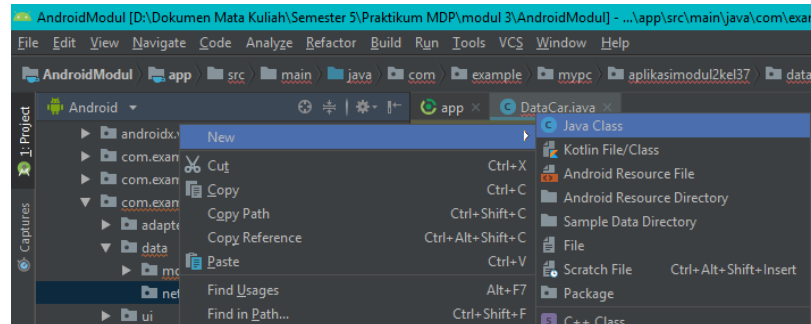 AndroidModul [D:\Dokumen Mata Kuliah\Semester 5\Praktikum MDP\modul 3\AndroidModul] - ...\app\src\main\java\com\exa
File Edit View Navigate Code Analyze Refactor Build Run Tools VCS Window Help
AndroidModul app src main java com example mypc aplikasimodul2kel37 data
Android app DataCar.java
1: Project
Captures
androidx.v
com.exam
com.exam
com.exam
adapte
data
mo
net
ui
New
Cut Ctrl+X
Copy Ctrl+C
Copy Path Ctrl+Shift+C
Copy Reference Ctrl+Alt+Shift+C
Paste Ctrl+V
Find Usages Alt+F7
Find in Path... Ctrl+Shift+F
Java Class
Kotlin File/Class
Android Resource File
Android Resource Directory
Sample Data Directory
File
Scratch File Ctrl+Alt+Shift+Insert
Package
C++ Class